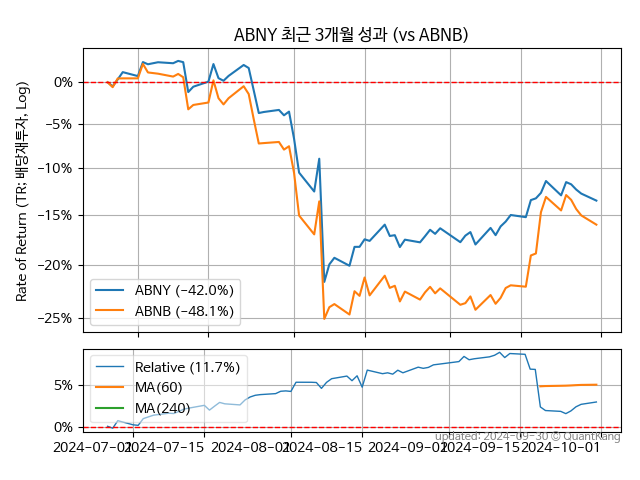 ABNY 최근 3개월 성과 (vs ABNB)
Rate of Return (TR: 배당재투자, Log)
0%
−5%
−10%
−15%
−20%
−25%
ABNY (−42.0%)
ABNB (−48.1%)
5%
0%
Relative (11.7%)
MA(60)
MA(240)
updated: 2024-09-30 © QuantKang
2024-07-01 2024-07-15 2024-08-01 2024-08-15 2024-09-01 2024-09-15 2024-10-01